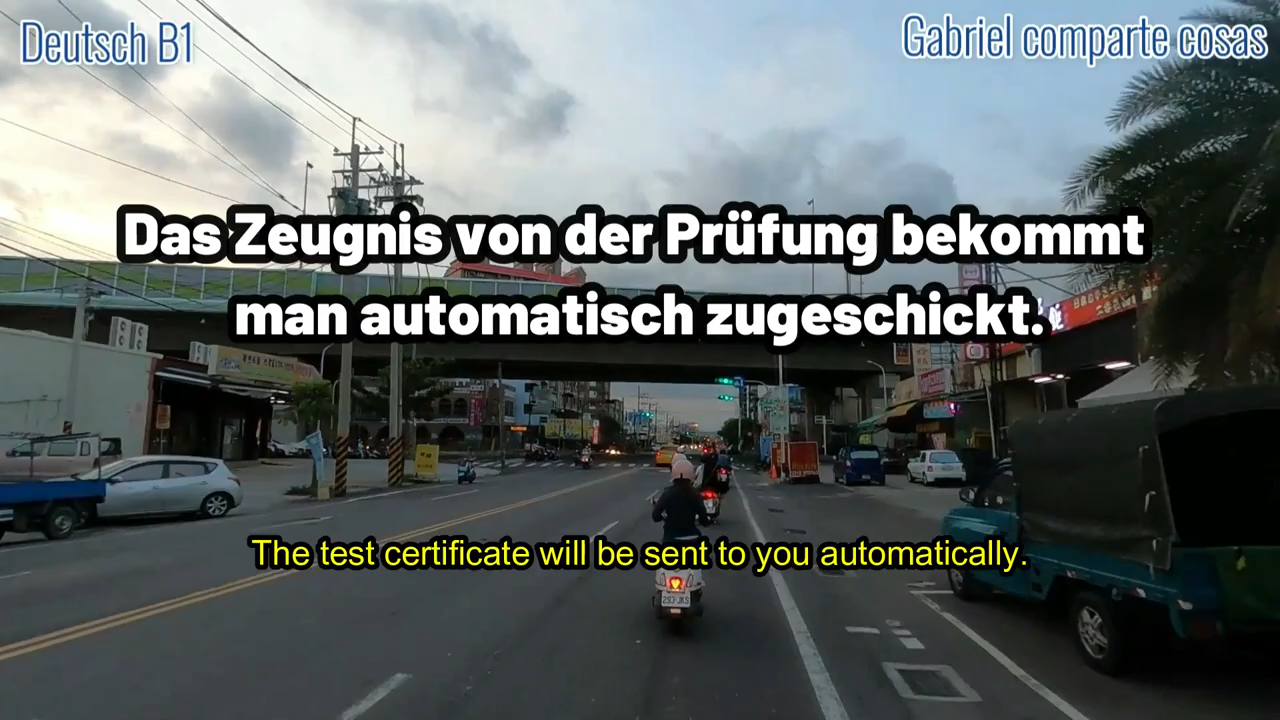 Deutsch B1
Gabriel comparte cosas
Das Zeugnis von der Prüfung bekommt
man automatisch zugeschickt.
The test certificate will be sent to you automatically.